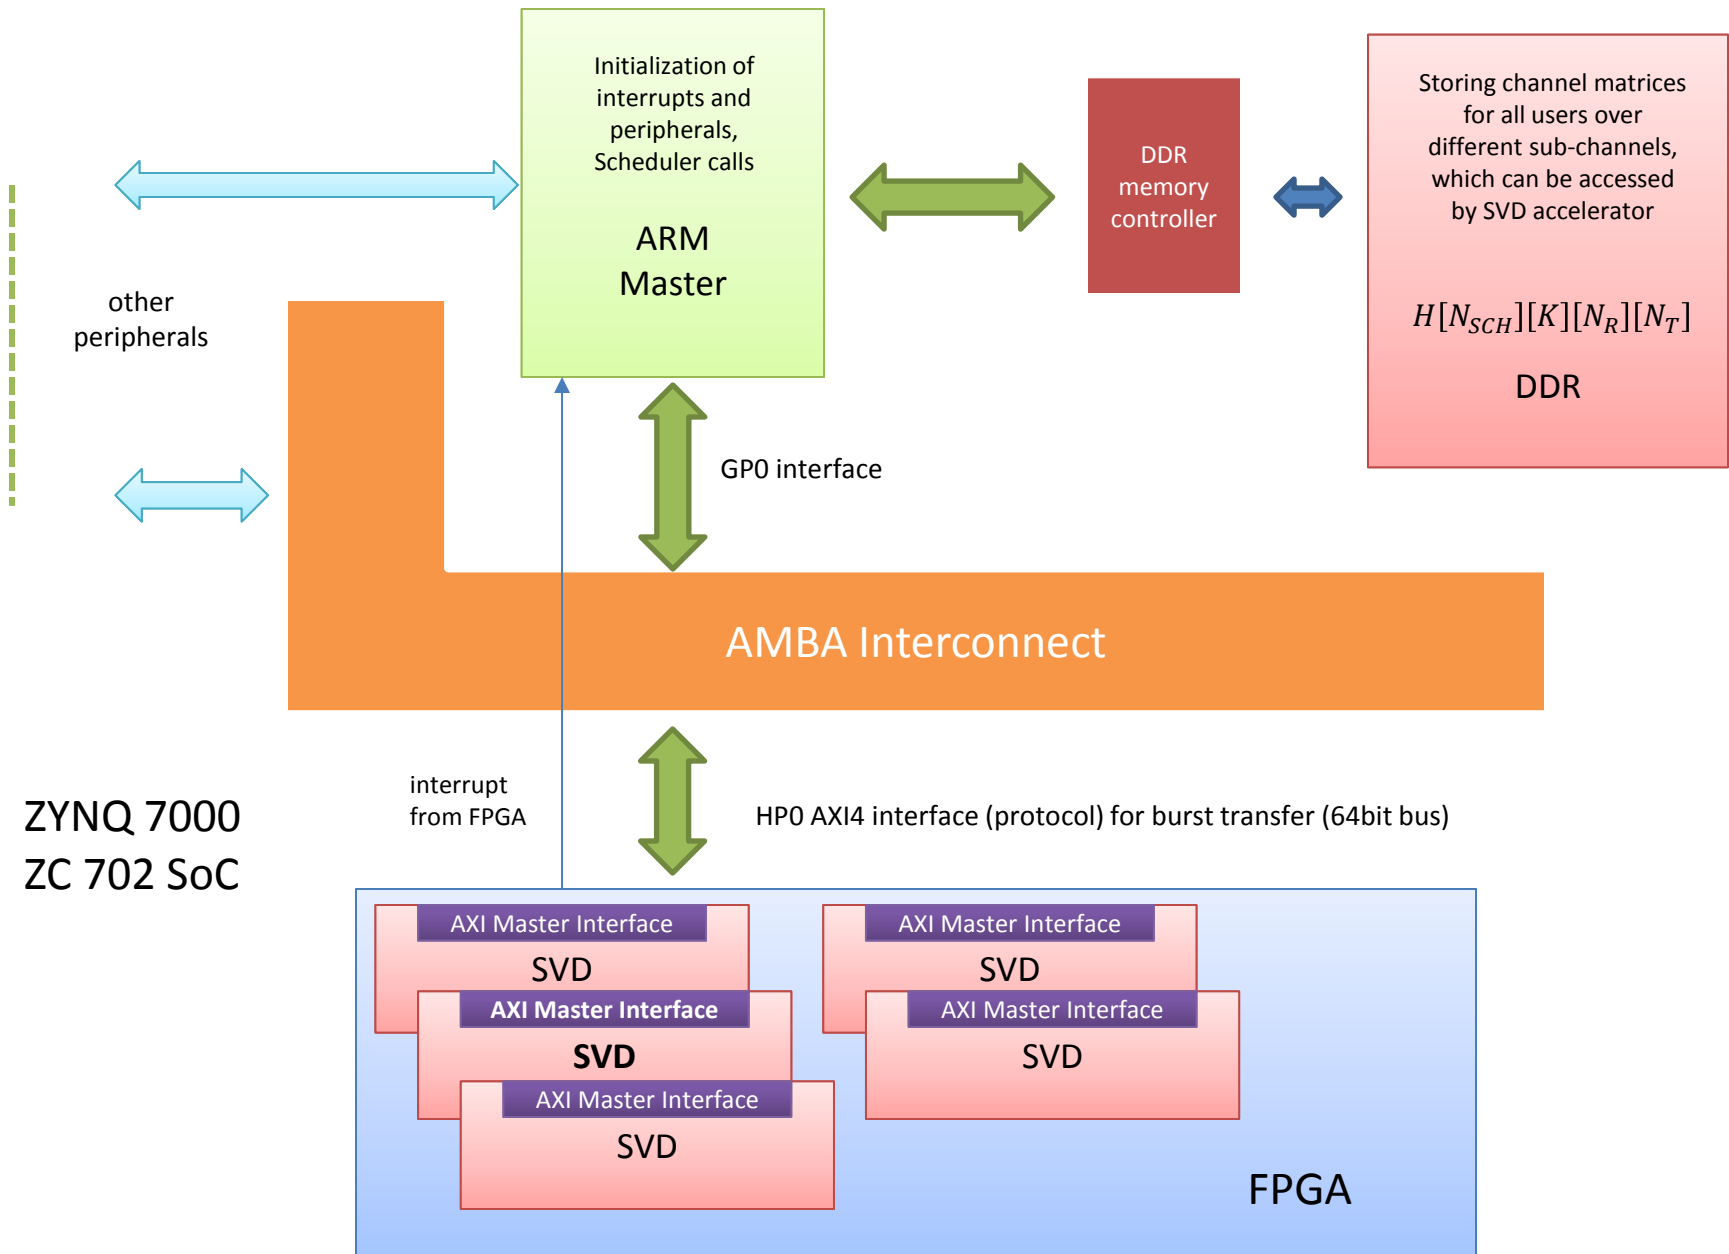 Initialization of
interrupts and
peripherals,
Scheduler calls
ARM
Master
DDR
memory
controller
Storing channel matrices
for all users over
different sub-channels,
which can be accessed
by SVD accelerator
H[N_{SCH}][K][N_R][N_T]
DDR
other
peripherals
GP0 interface
AMBA Interconnect
interrupt
from FPGA
HP0 AXI4 interface (protocol) for burst transfer (64bit bus)
ZYNQ 7000
ZC 702 SoC
AXI Master Interface
SVD
AXI Master Interface
SVD
AXI Master Interface
SVD
AXI Master Interface
SVD
AXI Master Interface
SVD
FPGA